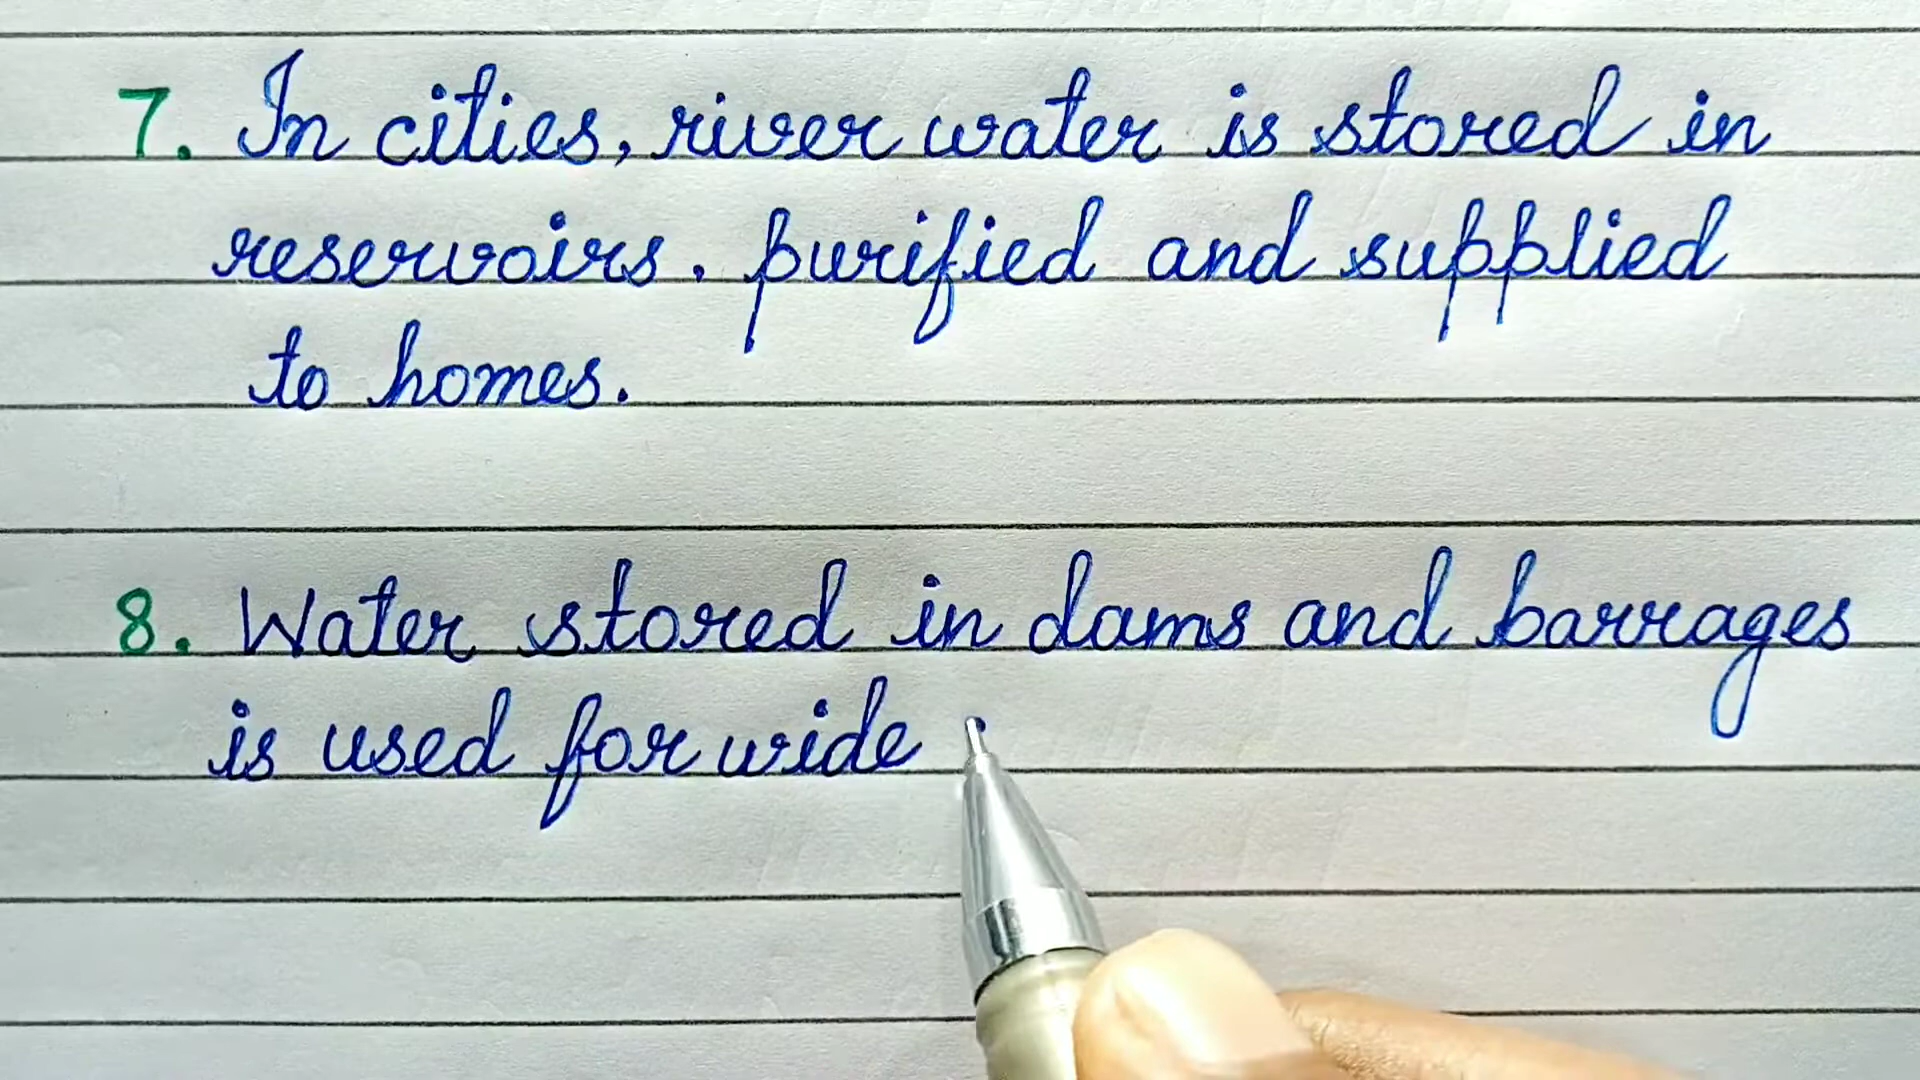 7. In cities, river water is stored in
reservoirs. purified and supplied
to homes.
8. Water stored in dams and barrages
is used for wide